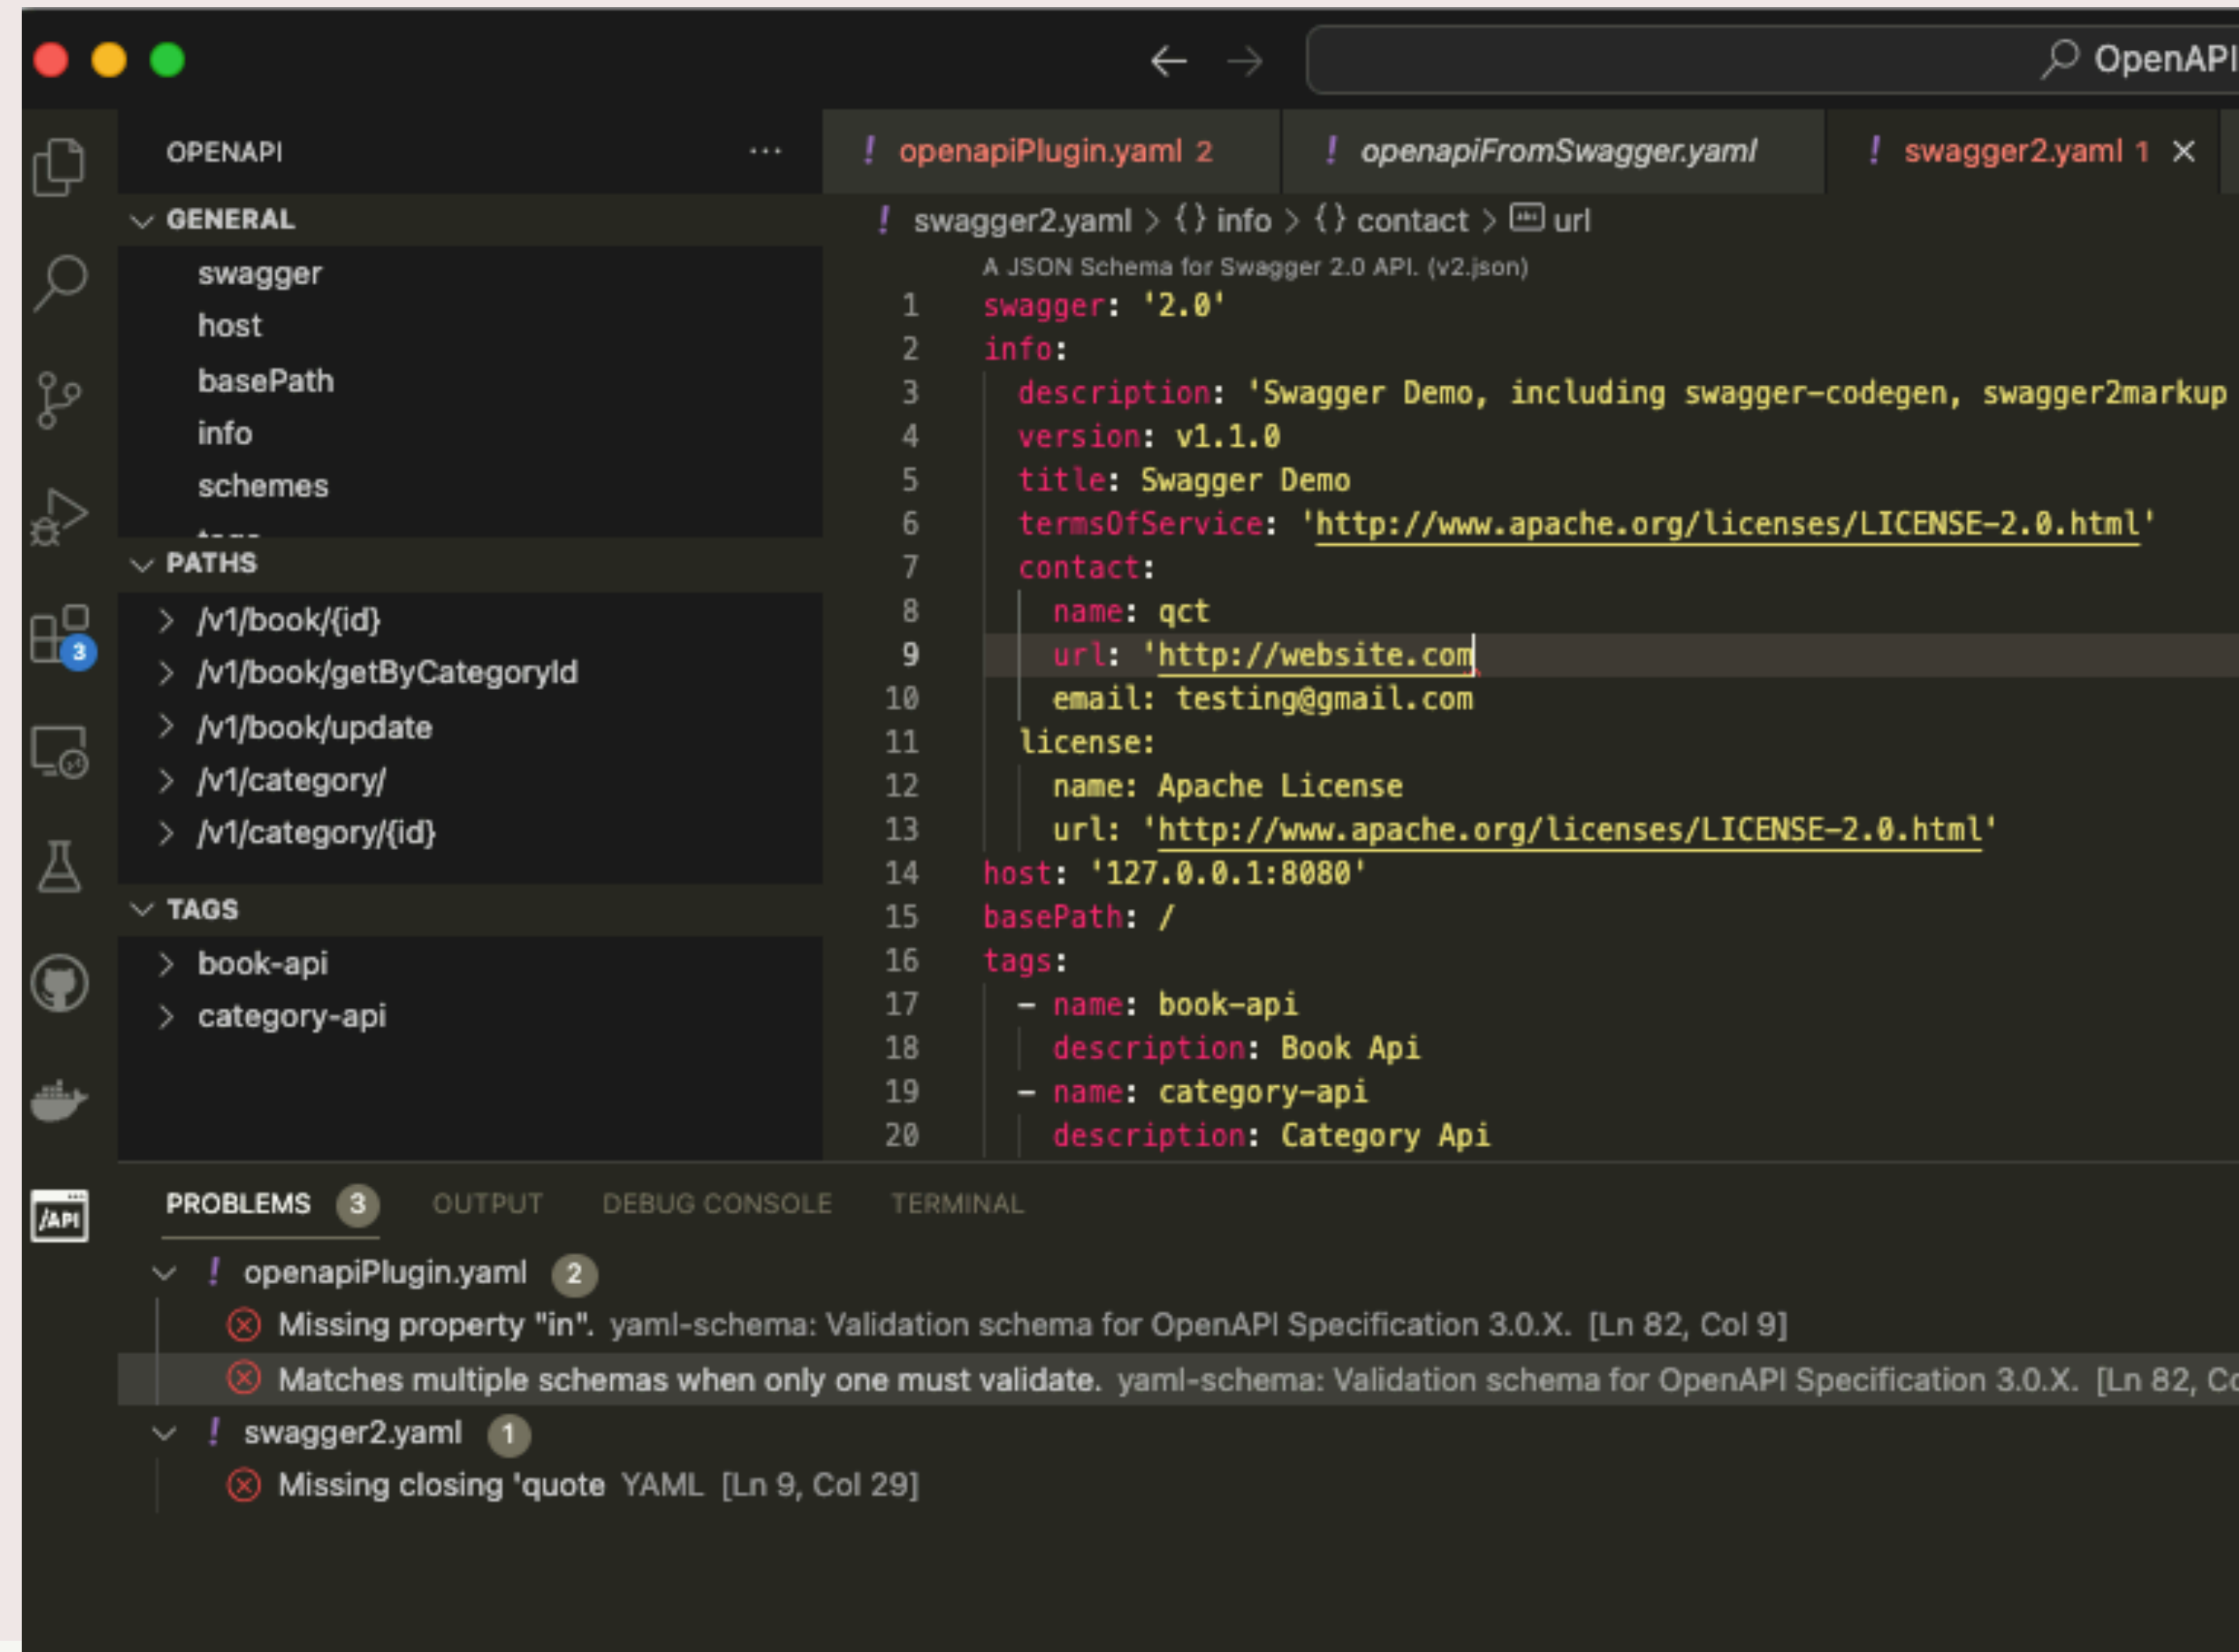 OpenAPI
OPENAPI ...
! openapiPlugin.yaml 2
! openapiFromSwagger.yaml
! swagger2.yaml 1
! swagger2.yaml > {} info > {} contact > abc url
GENERAL
swagger
host
basePath
info
schemes
PATHS
/v1/book/{id}
/v1/book/getByCategoryId
/v1/book/update
/v1/category/
/v1/category/{id}
TAGS
book-api
category-api
3
/API
A JSON Schema for Swagger 2.0 API. (v2.json)
1 swagger: '2.0'
2 info:
3 description: 'Swagger Demo, including swagger-codegen, swagger2markup
4 version: v1.1.0
5 title: Swagger Demo
6 termsOfService: 'http://www.apache.org/licenses/LICENSE-2.0.html'
7 contact:
8 name: qct
9 url: 'http://website.com
10 email: testing@gmail.com
11 license:
12 name: Apache License
13 url: 'http://www.apache.org/licenses/LICENSE-2.0.html'
14 host: '127.0.0.1:8080'
15 basePath: /
16 tags:
17 - name: book-api
18 description: Book Api
19 - name: category-api
20 description: Category Api
PROBLEMS 3 OUTPUT DEBUG CONSOLE TERMINAL
! openapiPlugin.yaml 2
Missing property "in". yaml-schema: Validation schema for OpenAPI Specification 3.0.X. [Ln 82, Col 9]
Matches multiple schemas when only one must validate. yaml-schema: Validation schema for OpenAPI Specification 3.0.X. [Ln 82, Co
! swagger2.yaml 1
Missing closing 'quote YAML [Ln 9, Col 29]